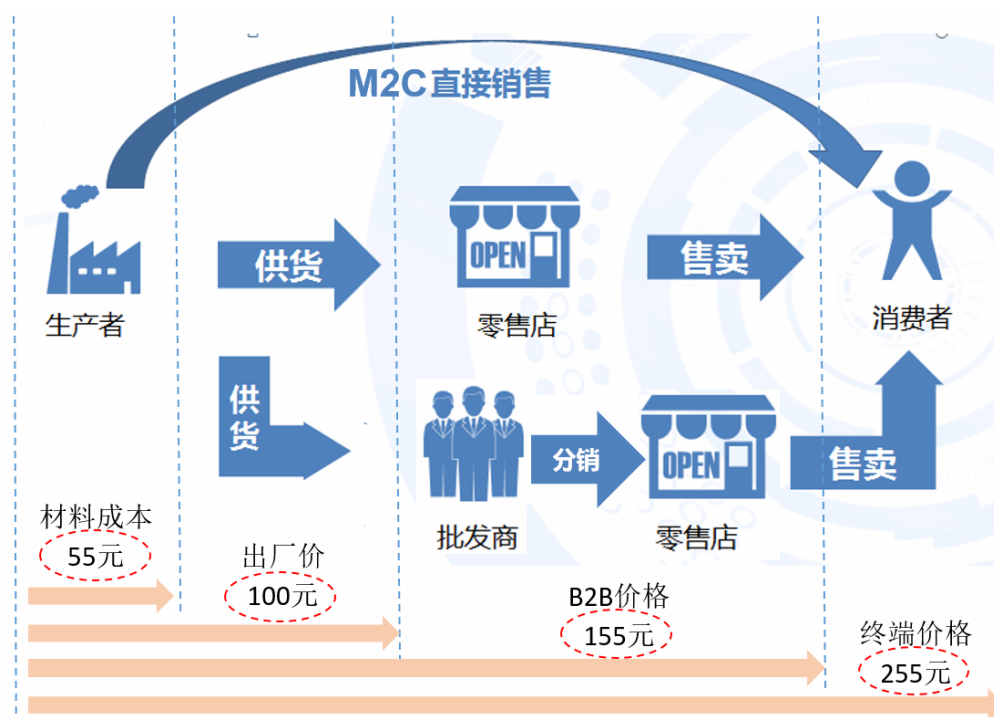 M2C直接销售
供货
OPEN
售卖
生产者
零售店
消费者
供
货
分销
OPEN
售卖
批发商
零售店
材料成本
55元
出厂价
100元
B2B价格
155元
终端价格
255元